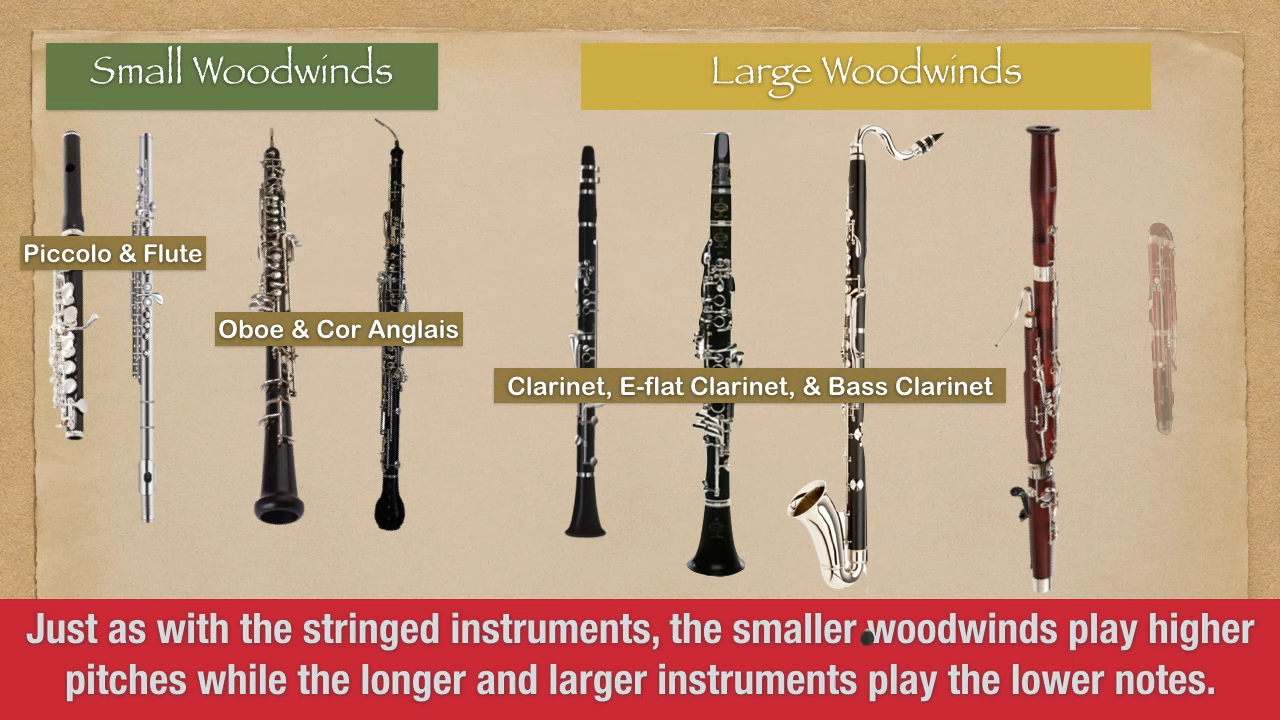 Small Woodwinds
Large Woodwinds
Piccolo & Flute
Oboe & Cor Anglais
Clarinet, E-flat Clarinet, & Bass Clarinet
Just as with the stringed instruments, the smaller woodwinds play higher
pitches while the longer and larger instruments play the lower notes.